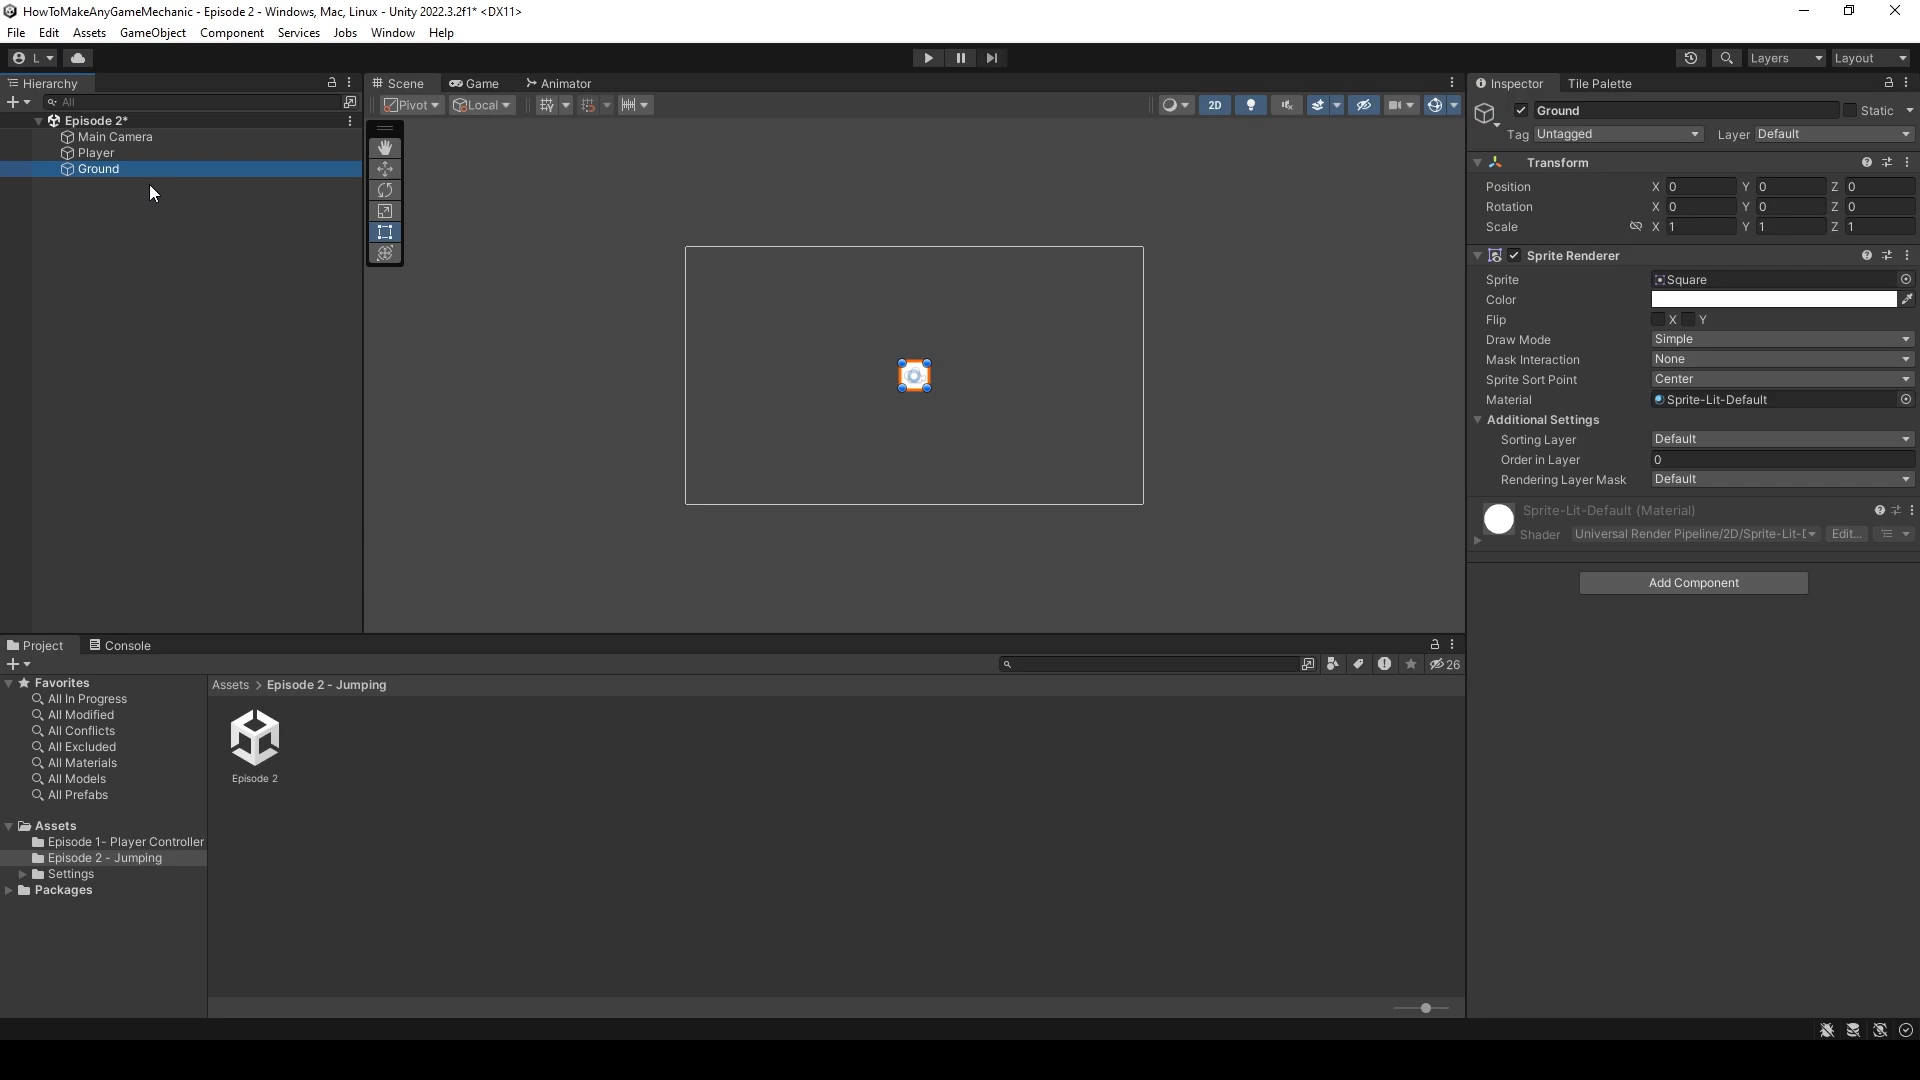 HowToMakeAnyGameMechanic - Episode 2 - Windows, Mac, Linux - Unity 2022.3.2f1* <DX11>
File Edit Assets GameObject Component Services Jobs Window Help
L Layers Layout
Hierarchy Scene Game Animator Inspector Tile Palette
All Pivot Local 2D Ground Static
Episode 2*
Main Camera
Player
Ground
Tag Untagged Layer Default
Transform
Position X 0 Y 0 Z 0
Rotation X 0 Y 0 Z 0
Scale X 1 Y 1 Z 1
Sprite Renderer
Sprite Square
Color
Flip X Y
Draw Mode Simple
Mask Interaction None
Sprite Sort Point Center
Material Sprite-Lit-Default
Additional Settings
Sorting Layer Default
Order in Layer 0
Rendering Layer Mask Default
Sprite-Lit-Default (Material)
Shader Universal Render Pipeline/2D/Sprite-Lit-D Edit...
Add Component
Project Console
26
Favorites
All In Progress
All Modified
All Conflicts
All Excluded
All Materials
All Models
All Prefabs
Assets
Episode 1- Player Controller
Episode 2 - Jumping
Settings
Packages
Assets > Episode 2 - Jumping
Episode 2